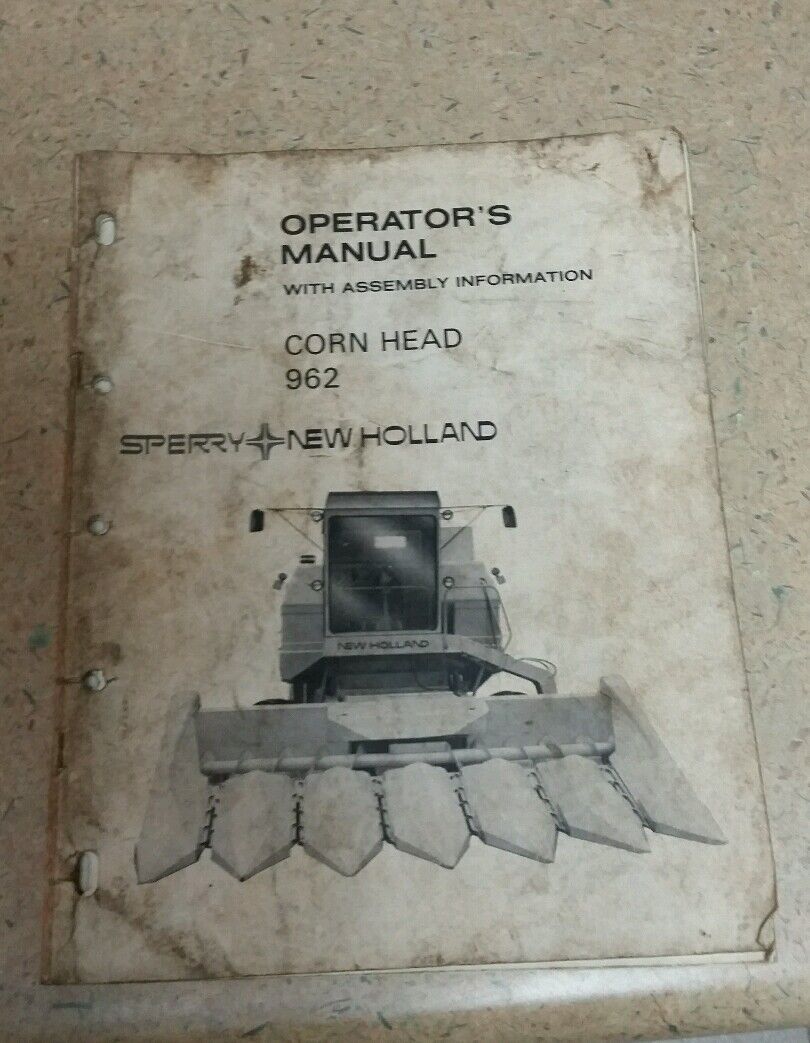 OPERATOR'S
MANUAL
WITH ASSEMBLY INFORMATION
CORN HEAD
962
SPERRY NEW HOLLAND
NEW HOLLAND